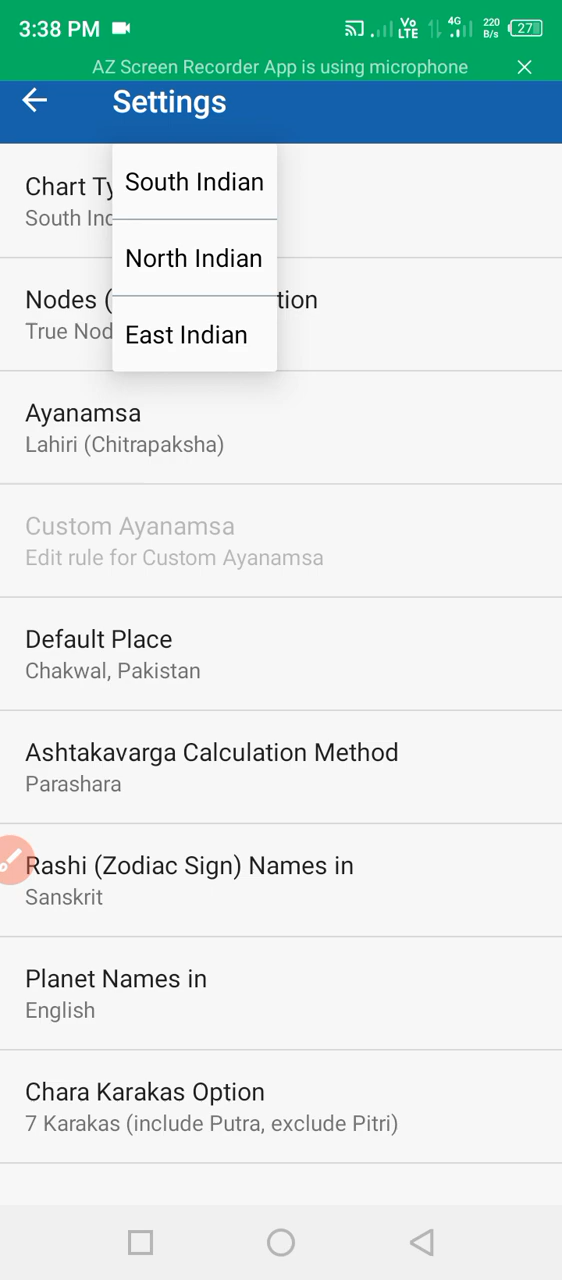 3:38 PM
Vo LTE 4G 220 B/s 27
AZ Screen Recorder App is using microphone
Settings
Chart Ty
South Ind
South Indian
North Indian
East Indian
Nodes (
tion
True Nod
Ayanamsa
Lahiri (Chitrapaksha)
Custom Ayanamsa
Edit rule for Custom Ayanamsa
Default Place
Chakwal, Pakistan
Ashtakavarga Calculation Method
Parashara
Rashi (Zodiac Sign) Names in
Sanskrit
Planet Names in
English
Chara Karakas Option
7 Karakas (include Putra, exclude Pitri)